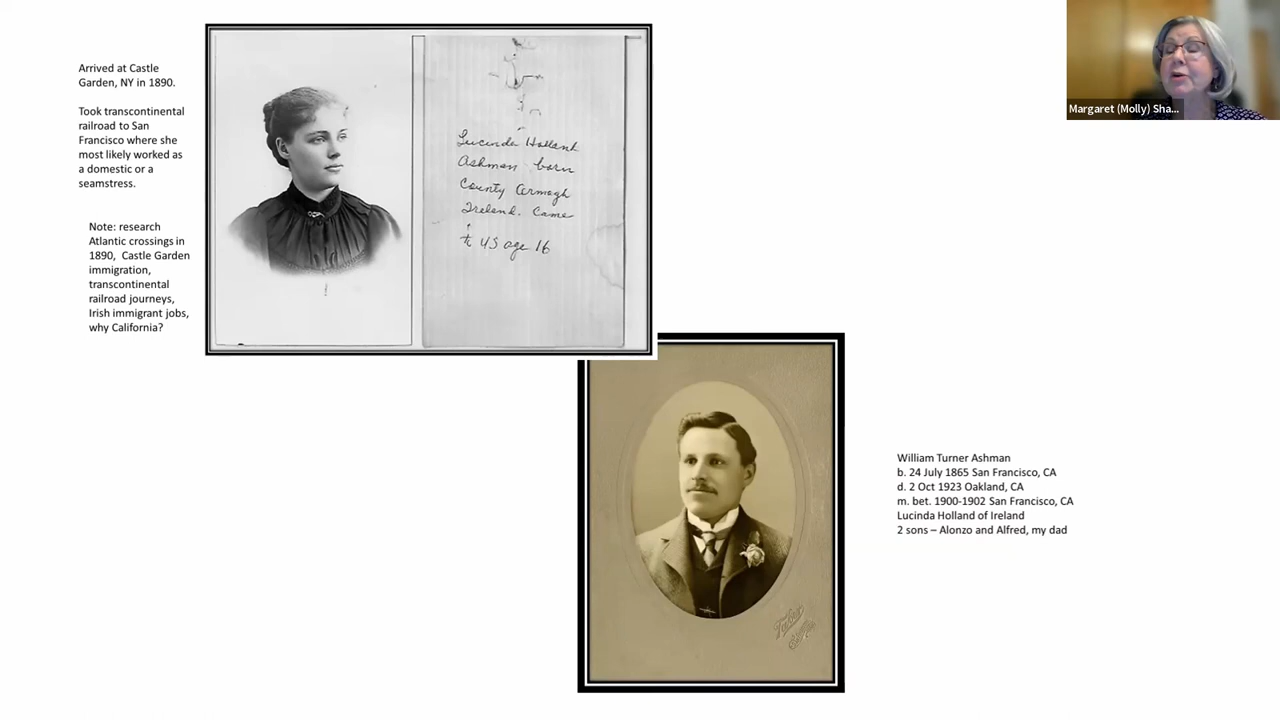 Arrived at Castle
Garden, NY in 1890.
Took transcontinental
railroad to San
Francisco where she
most likely worked as
a domestic or a
seamstress.
Note: research
Atlantic crossings in
1890, Castle Garden
immigration,
transcontinental
railroad journeys,
Irish immigrant jobs,
why California?
Lucinda Holland
Ashman born
County Armagh
Ireland. Came
to US age 16
Margaret (Molly) Sha...
William Turner Ashman
b. 24 July 1865 San Francisco, CA
d. 2 Oct 1923 Oakland, CA
m. bet. 1900-1902 San Francisco, CA
Lucinda Holland of Ireland
2 sons – Alonzo and Alfred, my dad